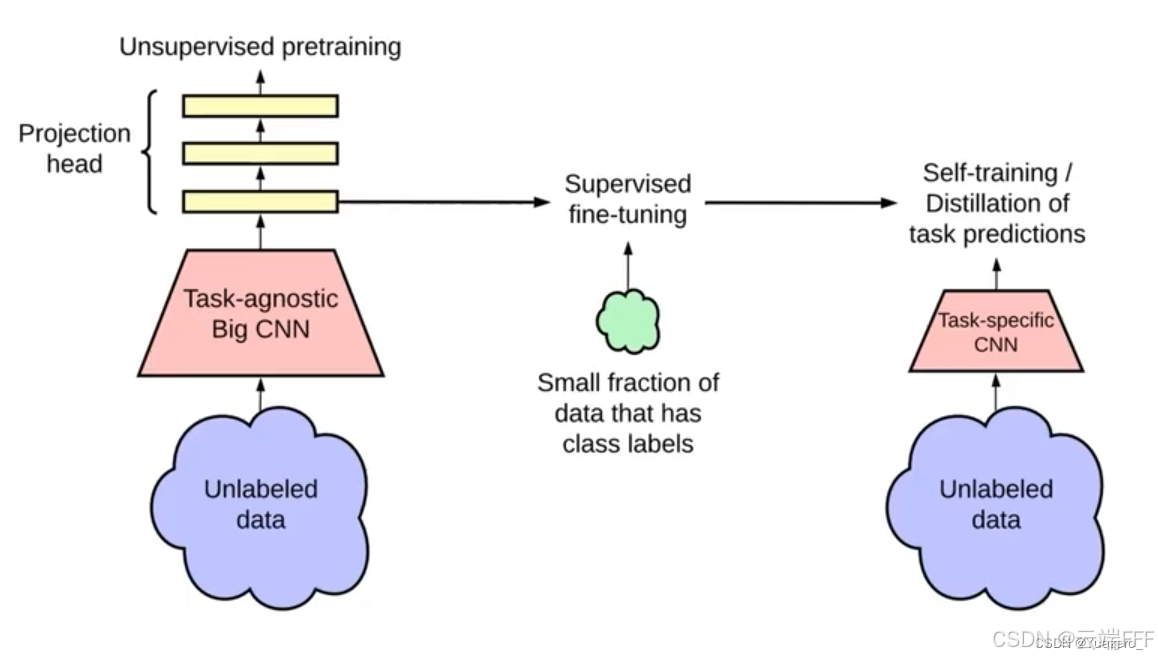 Unsupervised pretraining
Projection
head
Task-agnostic
Big CNN
Unlabeled
data
Supervised
fine-tuning
Small fraction of
data that has
class labels
Self-training /
Distillation of
task predictions
Task-specific
CNN
Unlabeled
data
CSDN @云端FFF
CSDN